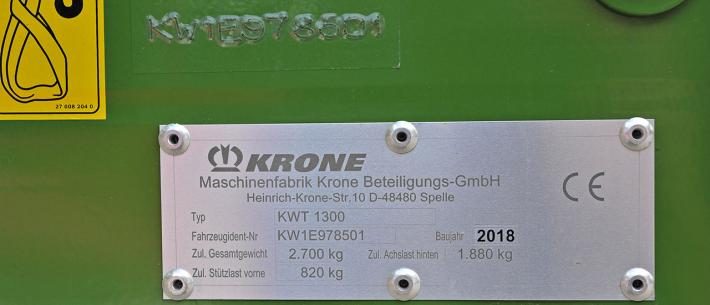 KW1E978501
27 008 204 0
KRONE
Maschinenfabrik Krone Beteiligungs-GmbH
Heinrich-Krone-Str.10 D-48480 Spelle
CE
Typ KWT 1300
Fahrzeugident-Nr KW1E978501 Baujahr 2018
Zul. Gesamtgewicht 2.700 kg Zul. Achslast hinten 1.880 kg
Zul. Stützlast vorne 820 kg